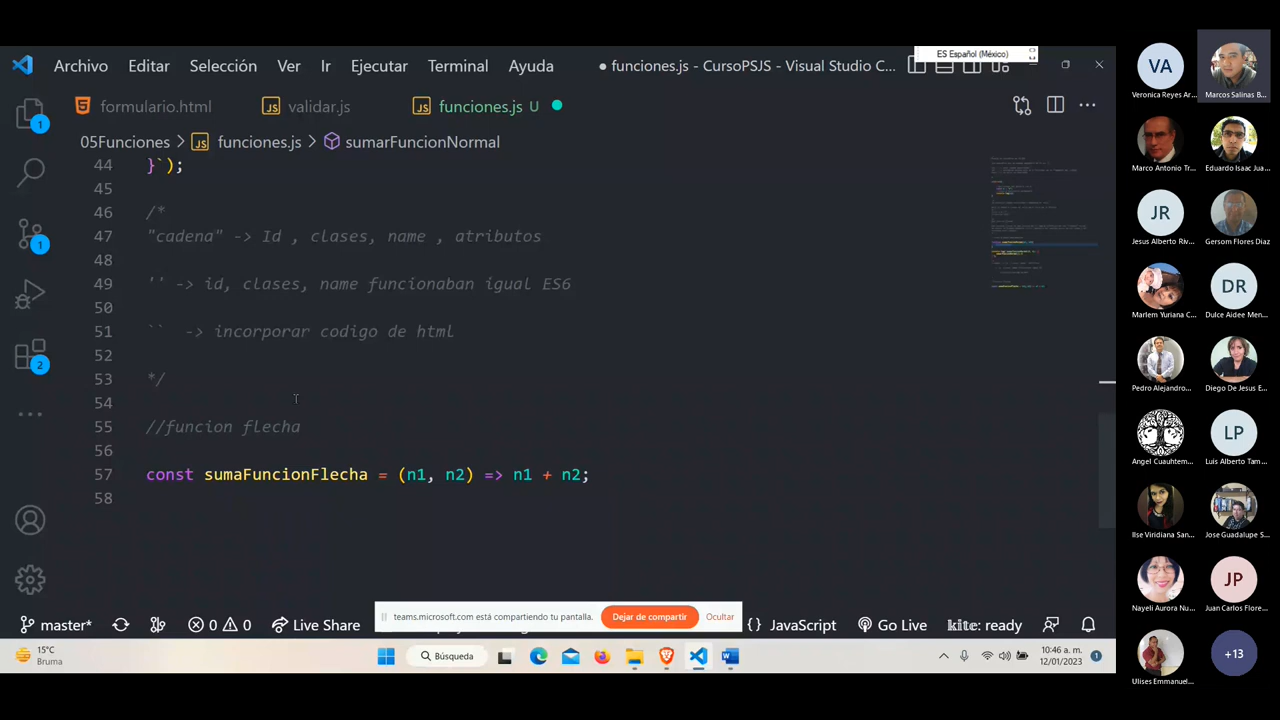 ES Español (México)
Archivo Editar Selección Ver Ir Ejecutar Terminal Ayuda ● funciones.js - CursoPSJS - Visual Studio C...
formulario.html JS validar.js JS funciones.js U
05Funciones > JS funciones.js > sumarFuncionNormal
44 }`);
45
46 /*
47 "cadena" -> Id , clases, name , atributos
48
49 '' -> id, clases, name funcionaban igual ES6
50
51 `` -> incorporar codigo de html
52
53 */
54
55 //funcion flecha
56
57 const sumaFuncionFlecha = (n1, n2) => n1 + n2;
58
1
1
2
teams.microsoft.com está compartiendo tu pantalla. Dejar de compartir Ocultar
master* 0 0 Live Share {} JavaScript Go Live kite: ready
15°C
Bruma
Búsqueda
10:46 a. m.
12/01/2023
1
VA
Veronica Reyes Ar...
Marcos Salinas B...
Marco Antonio Tr...
Eduardo Isaac Jua...
JR
Jesus Alberto Riv...
Gersom Flores Diaz
Marlem Yuriana C...
DR
Dulce Aidee Men...
Pedro Alejandro...
Diego De Jesus E...
Angel Cuauhtem...
LP
Luis Alberto Tam...
Ilse Viridiana San...
Jose Guadalupe S...
Nayeli Aurora Nu...
JP
Juan Carlos Flore...
Ulises Emmanuel...
+13